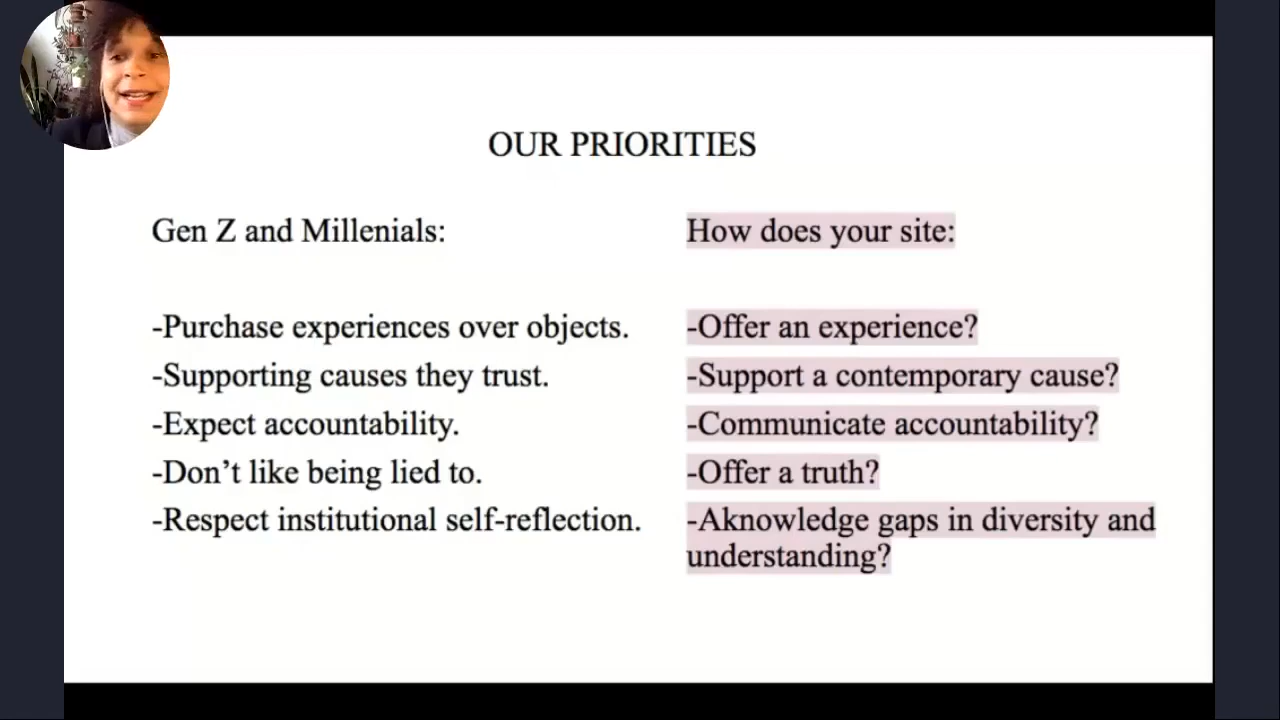 OUR PRIORITIES
Gen Z and Millenials:
-Purchase experiences over objects.
-Supporting causes they trust.
-Expect accountability.
-Don’t like being lied to.
-Respect institutional self-reflection.
How does your site:
-Offer an experience?
-Support a contemporary cause?
-Communicate accountability?
-Offer a truth?
-Aknowledge gaps in diversity and
understanding?